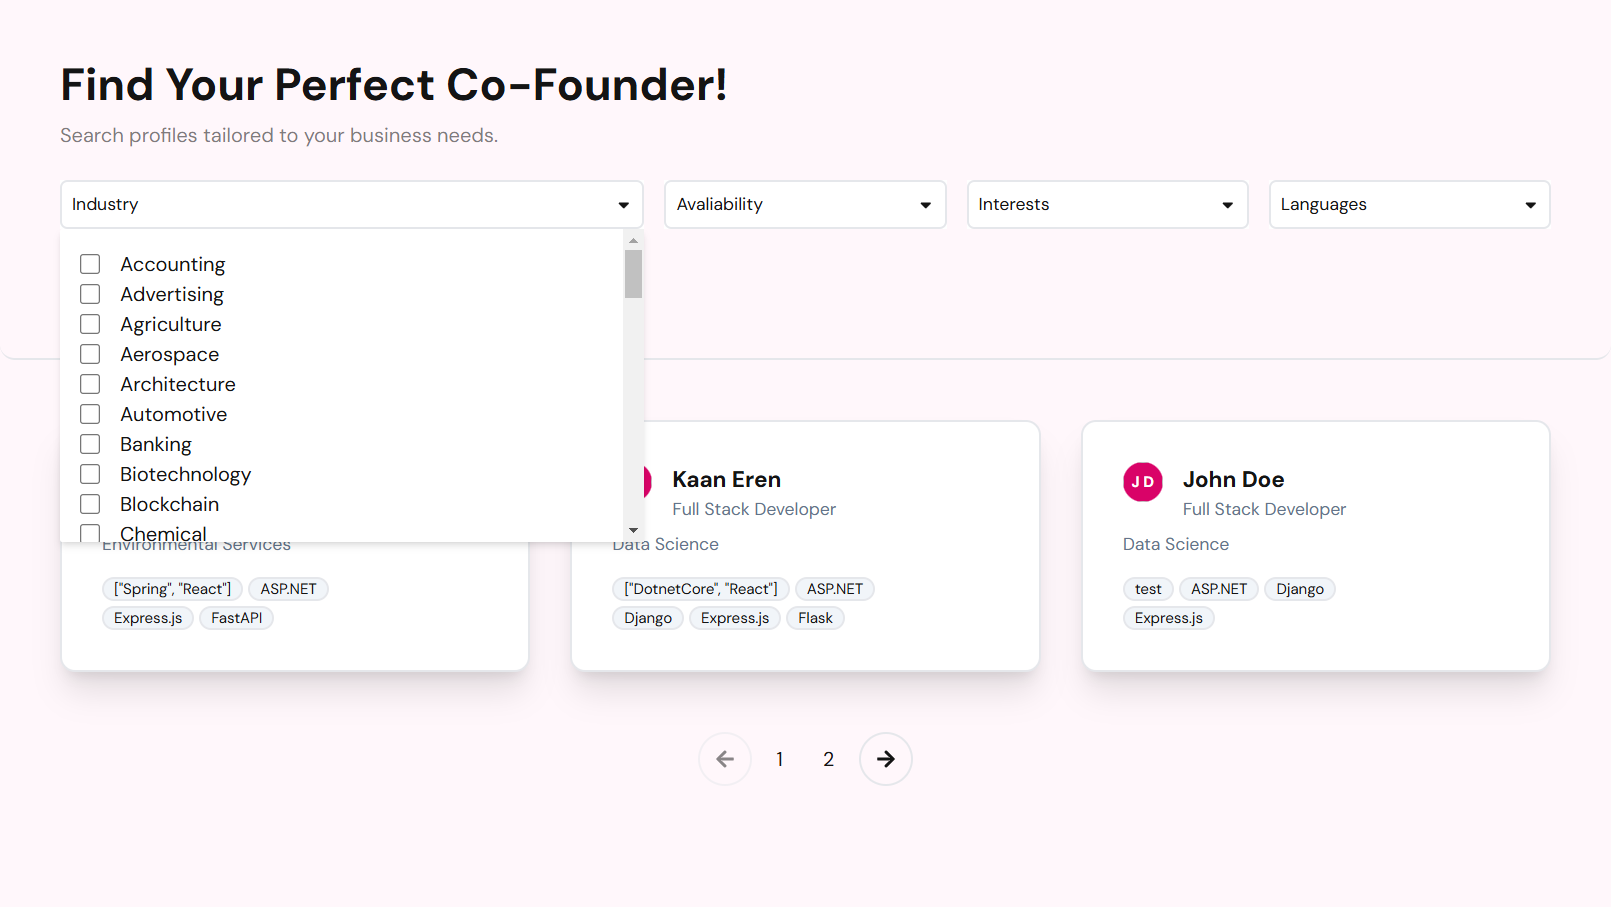 Find Your Perfect Co-Founder!
Search profiles tailored to your business needs.
Industry
Avaliability
Interests
Languages
Accounting
Advertising
Agriculture
Aerospace
Architecture
Automotive
Banking
Biotechnology
Blockchain
Chemical
Environmental Services
["Spring", "React"] ASP.NET
Express.js FastAPI
Kaan Eren
Full Stack Developer
Data Science
["DotnetCore", "React"] ASP.NET
Django Express.js Flask
J D
John Doe
Full Stack Developer
Data Science
test ASP.NET Django
Express.js
1 2